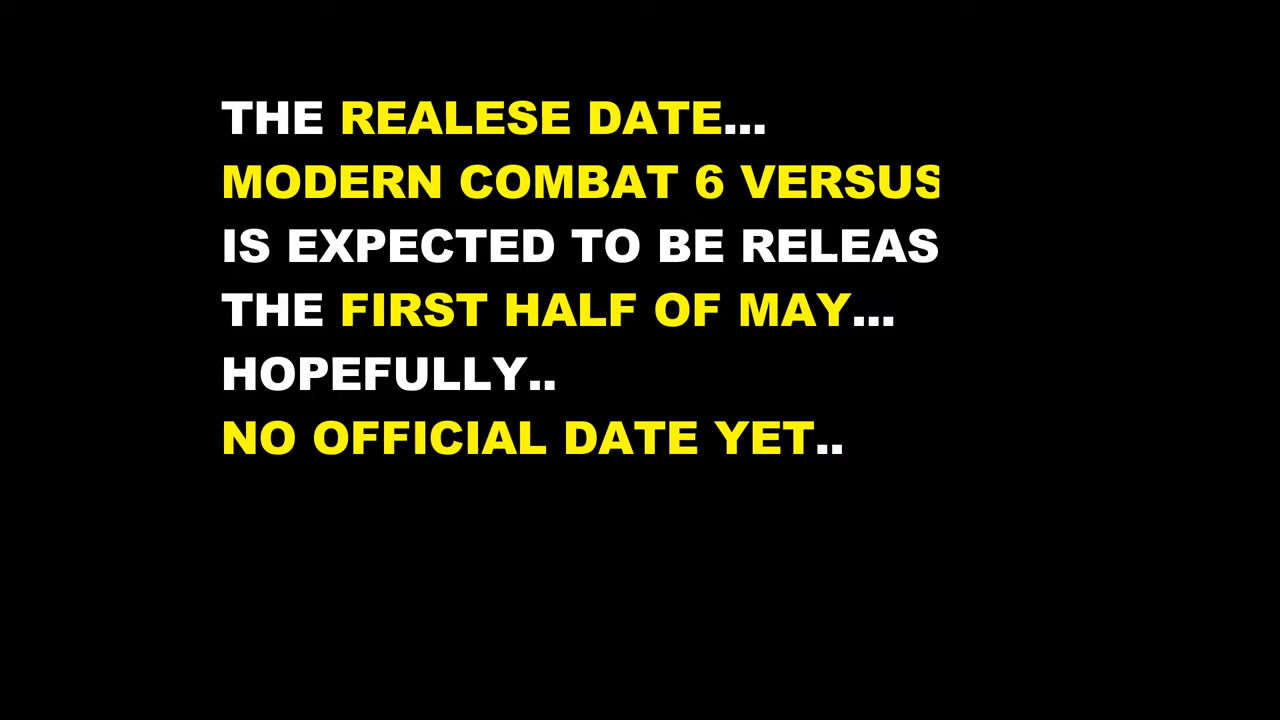 THE REALESE DATE...
MODERN COMBAT 6 VERSUS
IS EXPECTED TO BE RELEAS
THE FIRST HALF OF MAY...
HOPEFULLY..
NO OFFICIAL DATE YET..